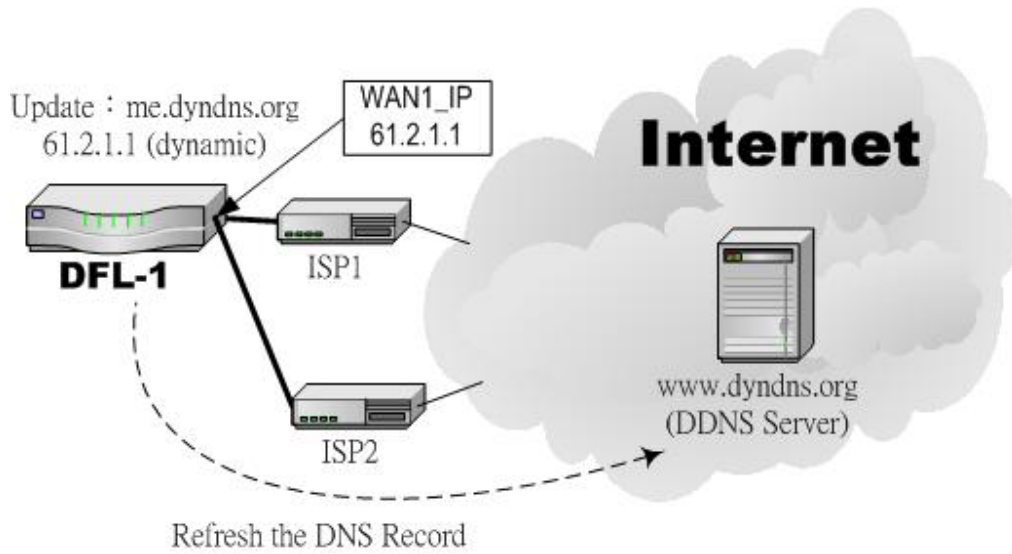 Update：me.dyndns.org
61.2.1.1 (dynamic)
WAN1_IP
61.2.1.1
Internet
DFL-1
ISP1
ISP2
www.dyndns.org
(DDNS Server)
Refresh the DNS Record